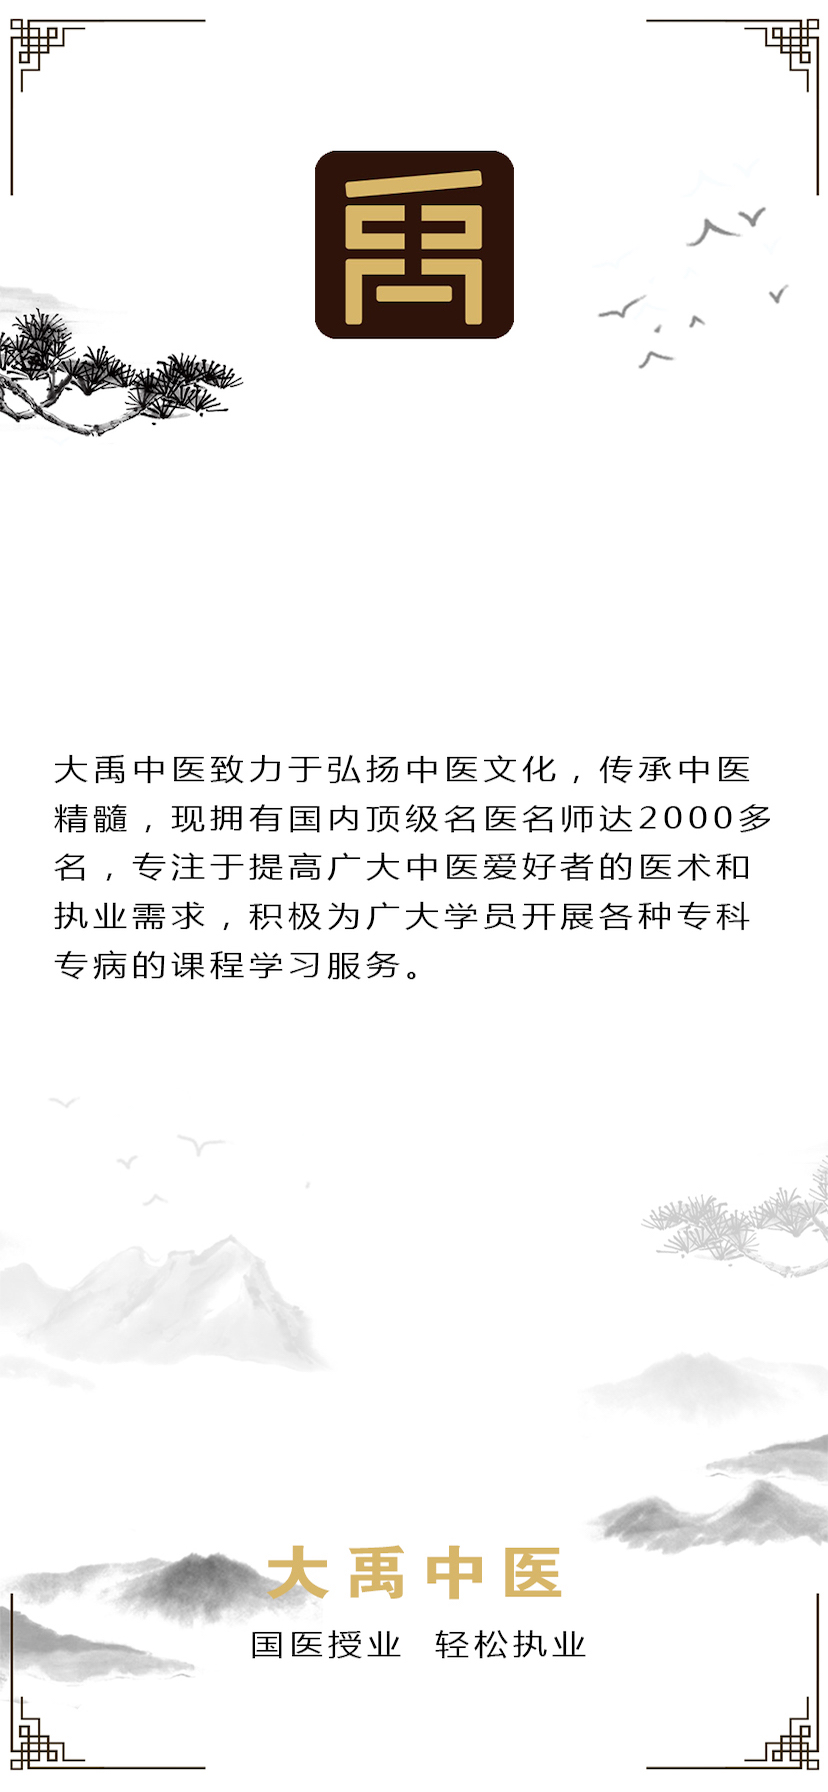 禹
大禹中医致力于弘扬中医文化，传承中医
精髓，现拥有国内顶级名医名师达2000多
名，专注于提高广大中医爱好者的医术和
执业需求，积极为广大学员开展各种专科
专病的课程学习服务。
大禹中医
国医授业 轻松执业